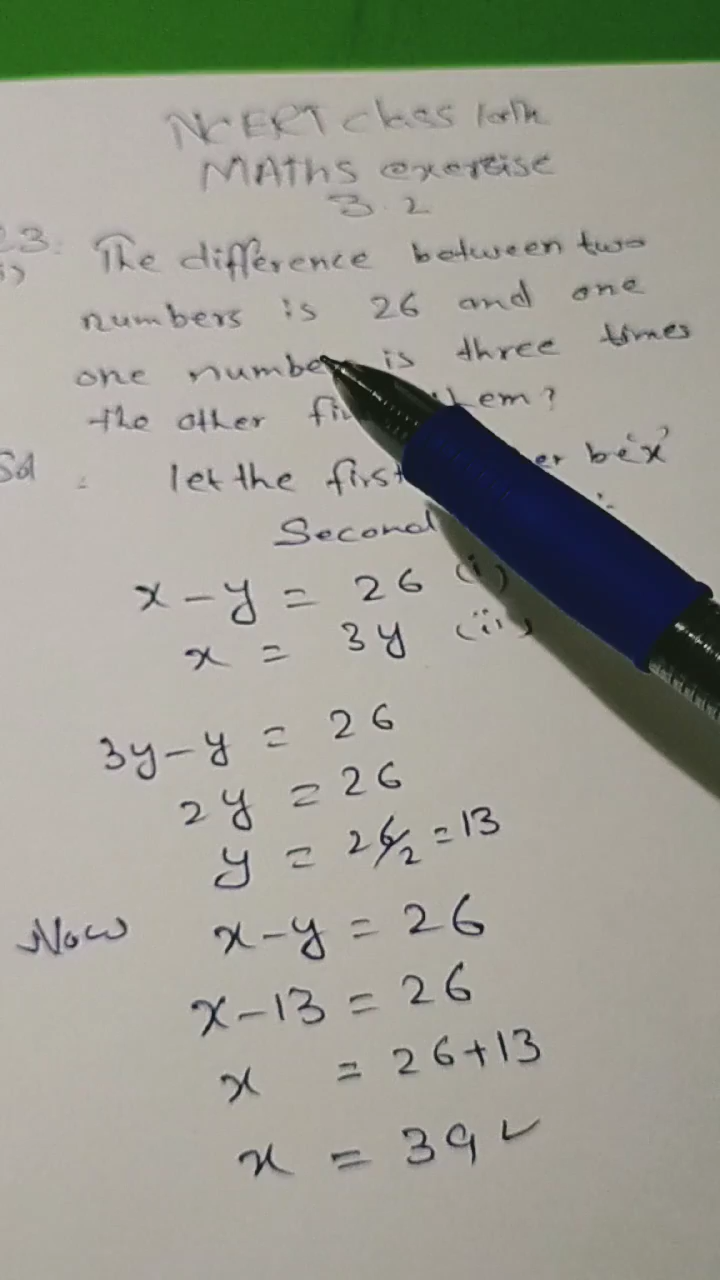 NCERT class 10th
MATHS exercise
3.2
3. The difference between two
i) numbers is 26 and one
one number is three times
the other them?
Sol : let the first be 'x'
Second
x - y = 26 (i)
x = 3y (ii)
3y - y = 26
2y = 26
y = 26/2 = 13
Now x - y = 26
x - 13 = 26
x = 26 + 13
x = 39 ✓